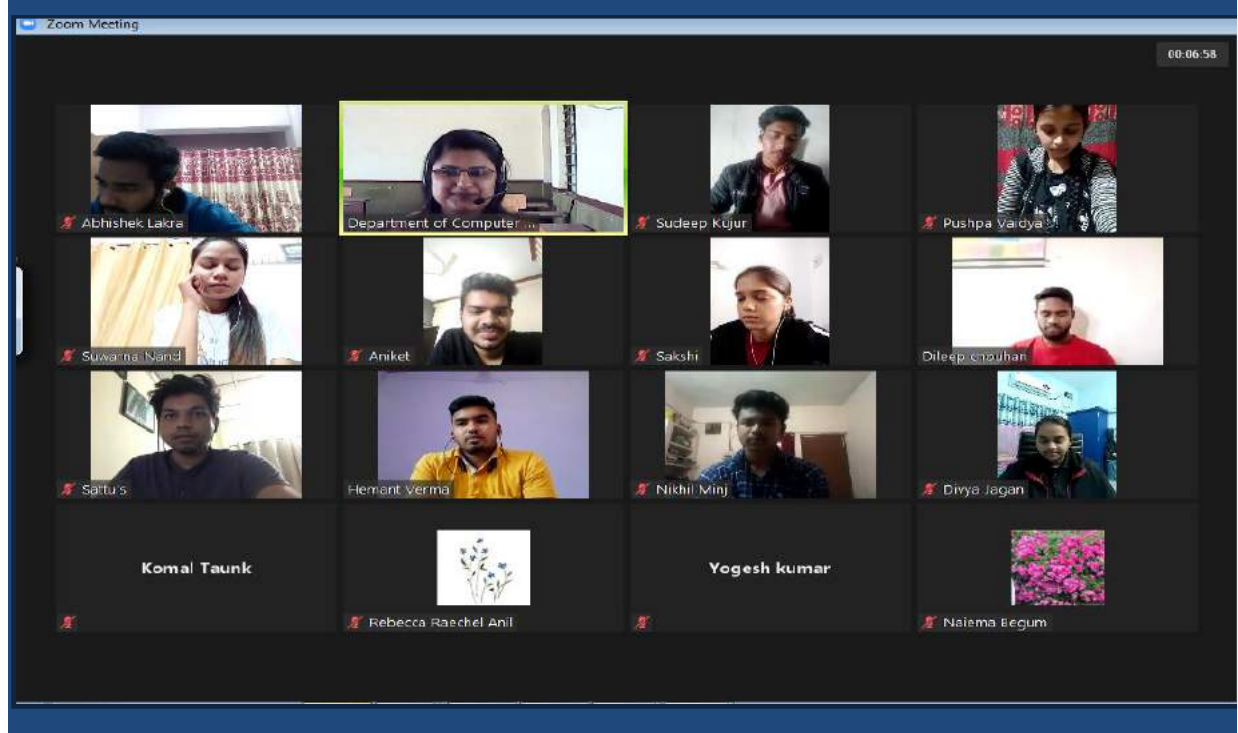 Zoom Meeting
00:06:58
Abhishek Lakra
Department of Computer ...
Sudeep Kujur
Pushpa Vaidya
Suwarna Nand
Aniket
Sakshi
Dileep chouhan
Sattu's
Hemant Verma
Nikhil Minj
Divya Jagan
Komal Taunk
Rebecca Raechel Anil
Yogesh kumar
Naiema Begum